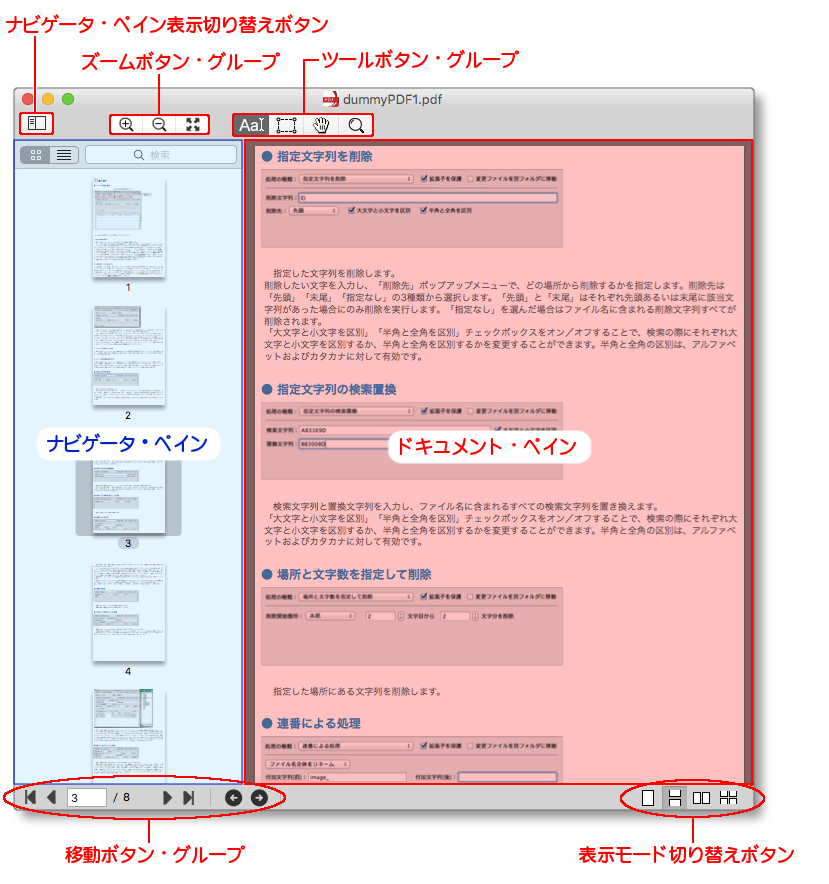 ナビゲータ・ペイン表示切り替えボタン
ズームボタン・グループ
ツールボタン・グループ
dummyPDF1.pdf
Aa
検索
1
2
ナビゲータ・ペイン
3
4
● 指定文字列を削除
処理の種類： 指定文字列を削除 拡張子を保護 変更ファイルを別フォルダに移動
削除文字列：
削除先： 先頭 大文字と小文字を区別 半角と全角を区別
指定した文字列を削除します。
削除したい文字を入力し、「削除先」ポップアップメニューで、どの場所から削除するかを指定します。削除先は
「先頭」「末尾」「指定なし」の3種類から選択します。「先頭」と「末尾」はそれぞれ先頭あるいは末尾に該当文
字列があった場合にのみ削除を実行します。「指定なし」を選んだ場合はファイル名に含まれる削除文字列すべてが
削除されます。
「大文字と小文字を区別」「半角と全角を区別」チェックボックスをオン／オフすることで、検索の際にそれぞれ大
文字と小文字を区別するか、半角と全角を区別するかを変更することができます。半角と全角の区別は、アルファベ
ットおよびカタカナに対して有効です。
● 指定文字列の検索置換
処理の種類： 指定文字列の検索置換 拡張子を保護 変更ファイルを別フォルダに移動
検索文字列： A83169D
置換文字列： B83008D
ドキュメント・ペイン
検索文字列と置換文字列を入力し、ファイル名に含まれるすべての検索文字列を置き換えます。
「大文字と小文字を区別」「半角と全角を区別」チェックボックスをオン／オフすることで、検索の際にそれぞれ大
文字と小文字を区別するか、半角と全角を区別するかを変更することができます。半角と全角の区別は、アルファベ
ットおよびカタカナに対して有効です。
● 場所と文字数を指定して削除
処理の種類： 場所と文字数を指定して削除 拡張子を保護 変更ファイルを別フォルダに移動
削除開始箇所： 末尾 2 文字目から 2 文字分を削除
指定した場所にある文字列を削除します。
● 連番による処理
処理の種類： 連番による処理 拡張子を保護 変更ファイルを別フォルダに移動
ファイル名全体をリネーム
付加文字列(前)： image_ 付加文字列(後)：
3 / 8
移動ボタン・グループ
表示モード切り替えボタン